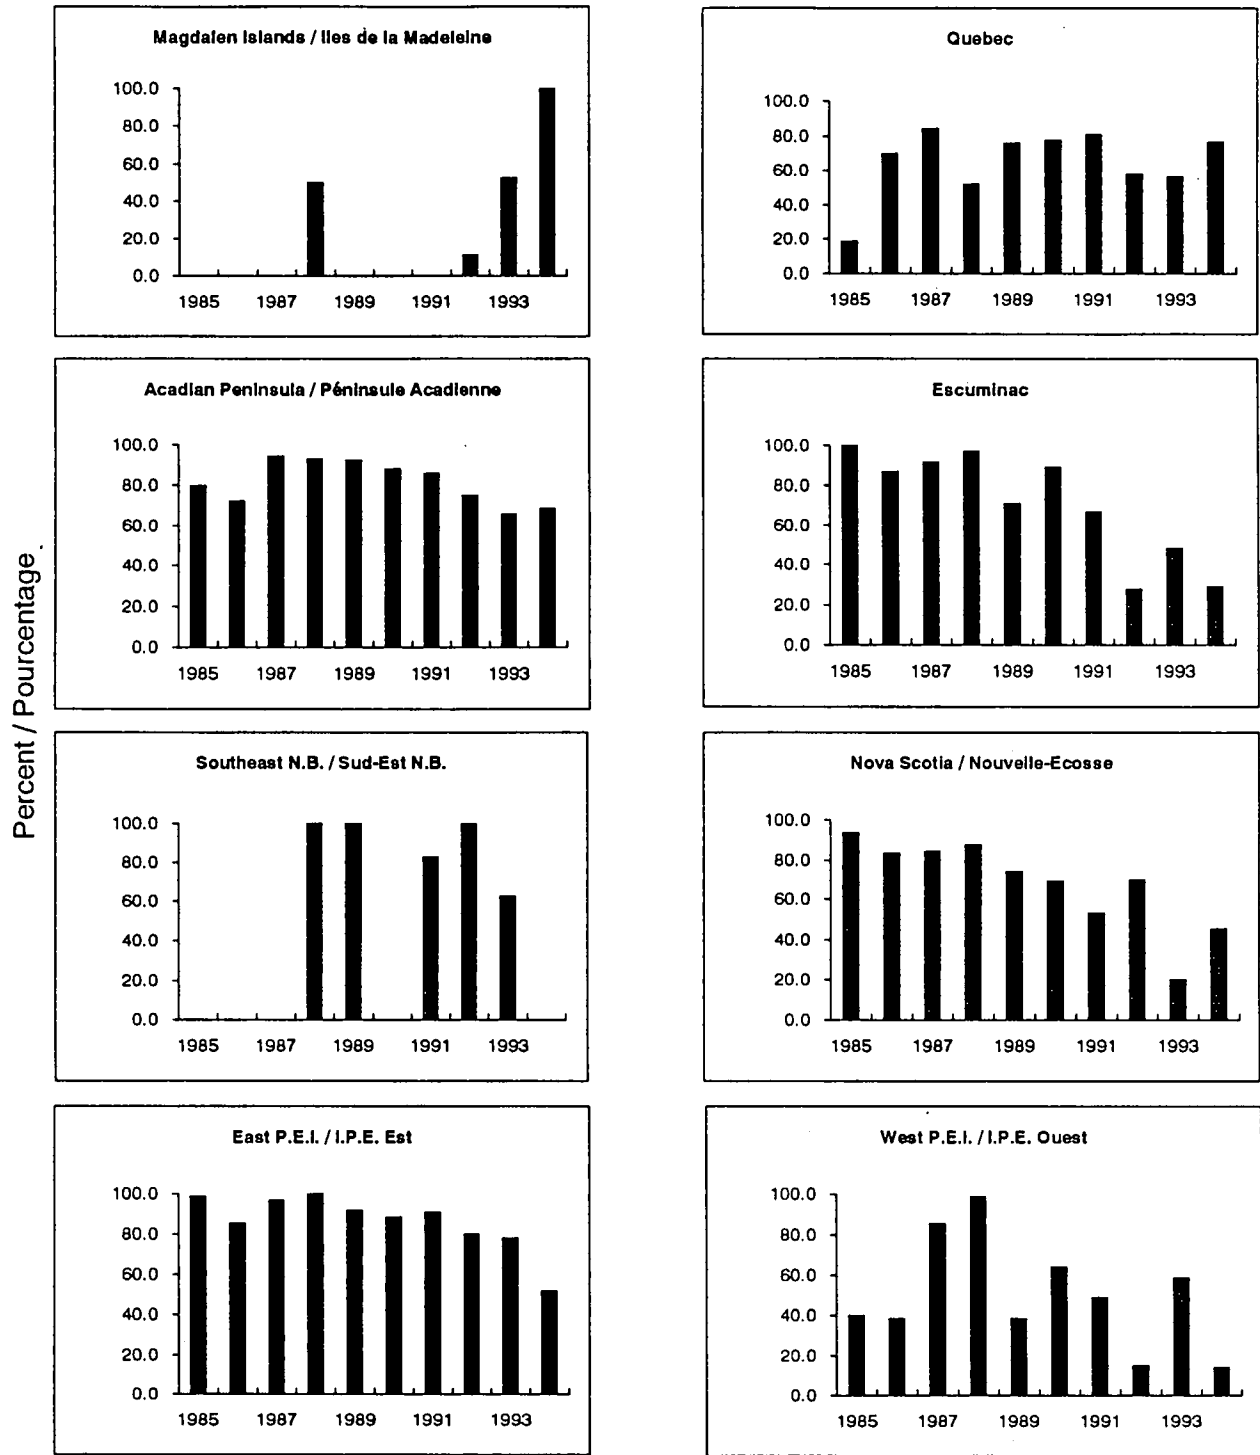 Percent / Pourcentage
Magdalen Islands / Iles de la Madeleine
100.0
80.0
60.0
40.0
20.0
0.0
1985 1987 1989 1991 1993
Quebec
100.0
80.0
60.0
40.0
20.0
0.0
1985 1987 1989 1991 1993
Acadian Peninsula / Péninsule Acadienne
100.0
80.0
60.0
40.0
20.0
0.0
1985 1987 1989 1991 1993
Escuminac
100.0
80.0
60.0
40.0
20.0
0.0
1985 1987 1989 1991 1993
Southeast N.B. / Sud-Est N.B.
100.0
80.0
60.0
40.0
20.0
0.0
1985 1987 1989 1991 1993
Nova Scotia / Nouvelle-Ecosse
100.0
80.0
60.0
40.0
20.0
0.0
1985 1987 1989 1991 1993
East P.E.I. / I.P.E. Est
100.0
80.0
60.0
40.0
20.0
0.0
1985 1987 1989 1991 1993
West P.E.I. / I.P.E. Ouest
100.0
80.0
60.0
40.0
20.0
0.0
1985 1987 1989 1991 1993